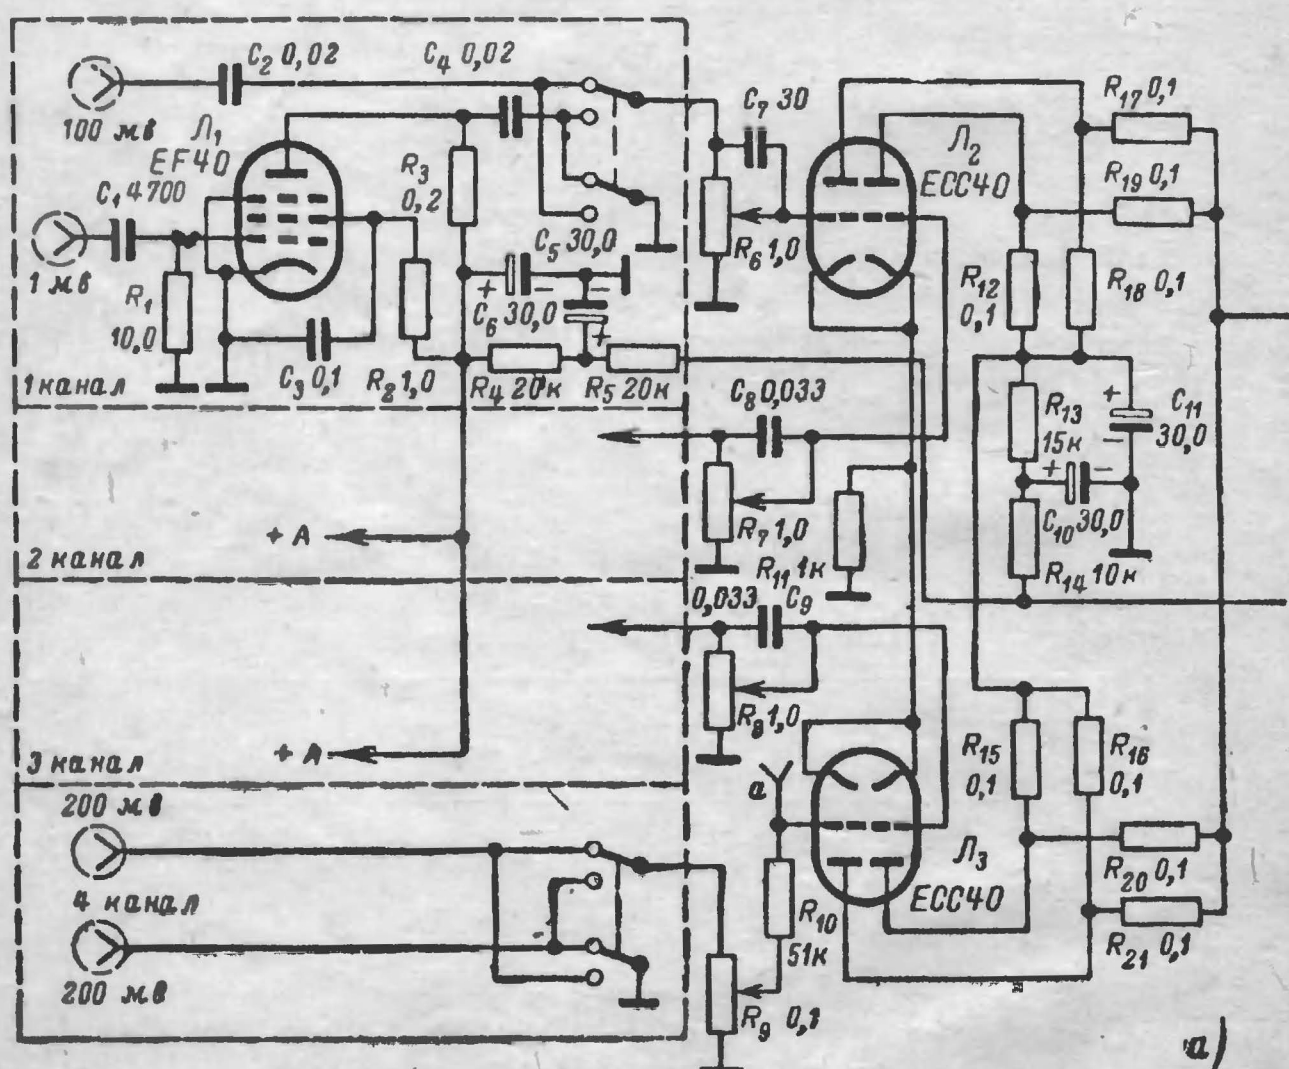 C₂ 0,02
C₄ 0,02
100 мв
Л₁
EF40
C₁ 4700
1 мв
R₁
10,0
C₃ 0,1
R₂ 1,0
R₃
0,2
C₅ 30,0
+ −
−
C₆ 30,0
+
R₄ 20к
R₅ 20к
1 канал
C₇ 30
R₆ 1,0
Л₂
ECC40
R₁₇ 0,1
R₁₉ 0,1
R₁₂
0,1
R₁₈ 0,1
C₈ 0,033
R₁₃
15к
+
−
C₁₁
30,0
+ −
C₁₀ 30,0
R₁₄ 10к
+ А
2 канал
R₇ 1,0
R₁₁ 1к
0,033
C₉
R₈ 1,0
+ А
3 канал
200 мв
4 канал
200 мв
а
R₁₀
51к
R₉ 0,1
Л₃
ECC40
R₁₅
0,1
R₁₆
0,1
R₂₀ 0,1
R₂₁ 0,1
а)